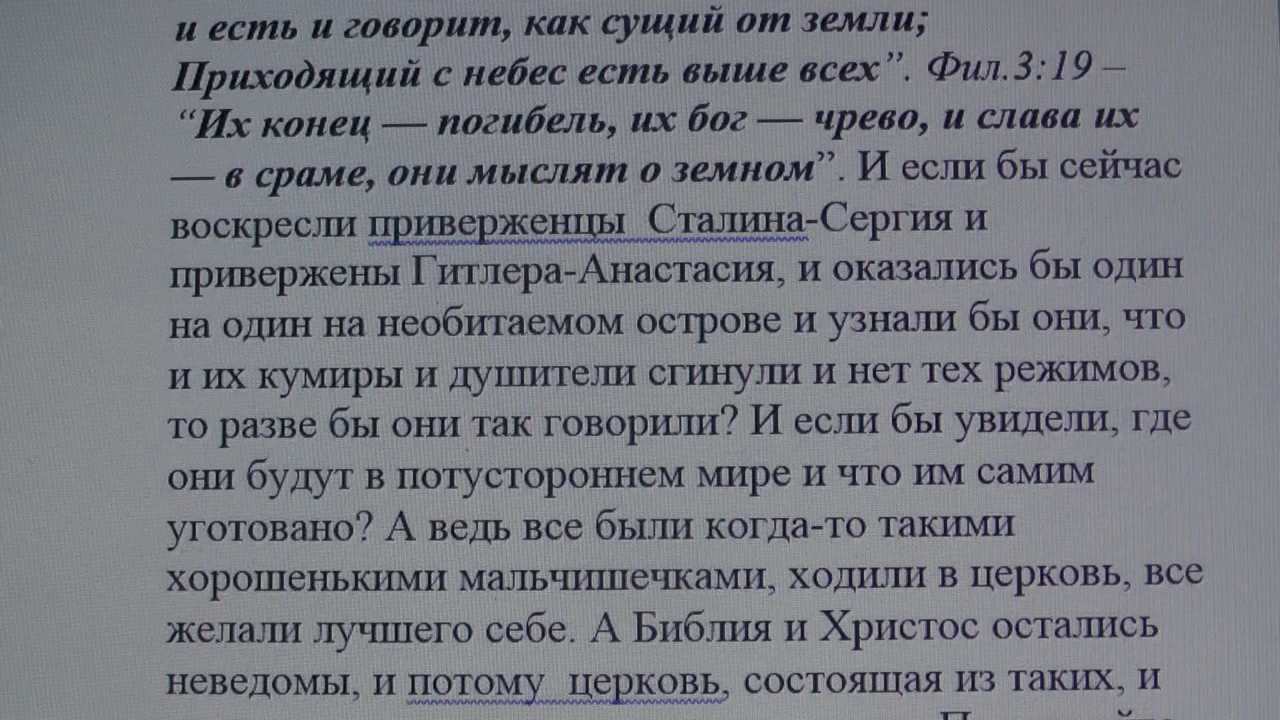 и есть и говорит, как сущий от земли;
Приходящий с небес есть выше всех”. Фил.3:19 –
“Их конец — погибель, их бог — чрево, и слава их
— в сраме, они мыслят о земном”. И если бы сейчас
воскресли приверженцы  Сталина-Сергия и
привержены Гитлера-Анастасия, и оказались бы один
на один на необитаемом острове и узнали бы они, что
и их кумиры и душители сгинули и нет тех режимов,
то разве бы они так говорили? И если бы увидели, где
они будут в потустороннем мире и что им самим
уготовано? А ведь все были когда-то такими
хорошенькими мальчишечками, ходили в церковь, все
желали лучшего себе. А Библия и Христос остались
неведомы, и потому  церковь, состоящая из таких, и